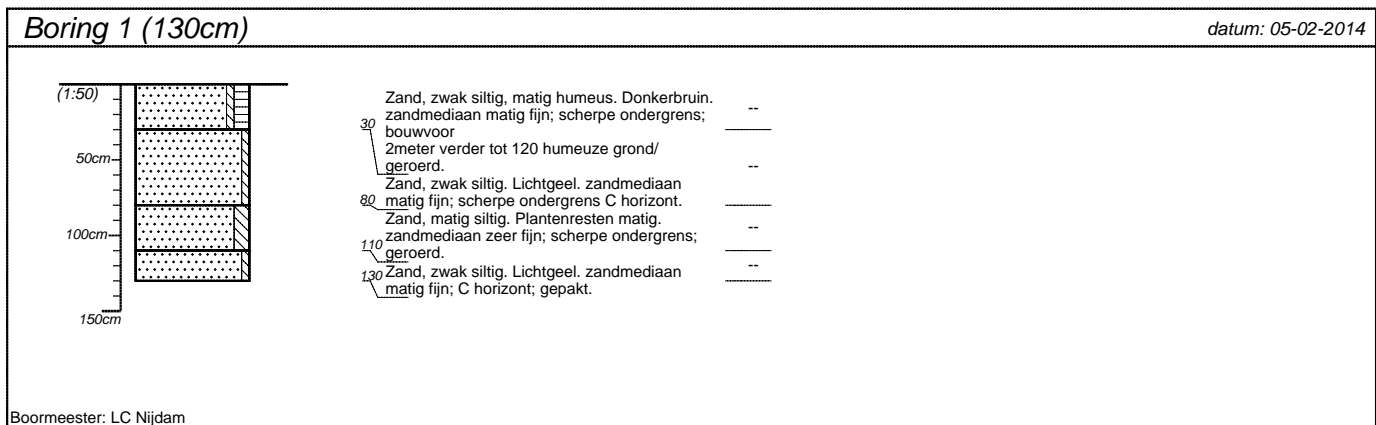 Boring 1 (130cm)
datum: 05-02-2014
(1:50)
50cm
100cm
150cm
Zand, zwak siltig, matig humeus. Donkerbruin.
zandmediaan matig fijn; scherpe ondergrens;
bouwvoor
--
30
2meter verder tot 120 humeuze grond/
geroerd.
--
Zand, zwak siltig. Lichtgeel. zandmediaan
matig fijn; scherpe ondergrens C horizont.
80
Zand, matig siltig. Plantenresten matig.
zandmediaan zeer fijn; scherpe ondergrens;
geroerd.
--
110
Zand, zwak siltig. Lichtgeel. zandmediaan
matig fijn; C horizont; gepakt.
--
130
Boormeester: LC Nijdam